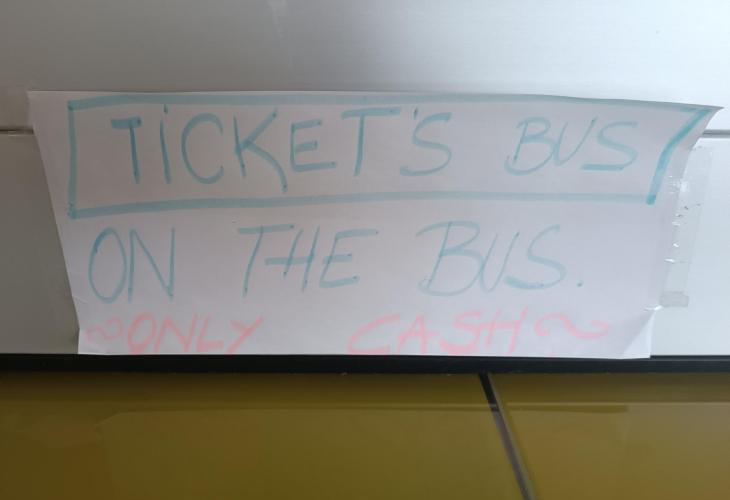 TiCKET'S BUS
ON THE BUS.
~ONLY CASH~